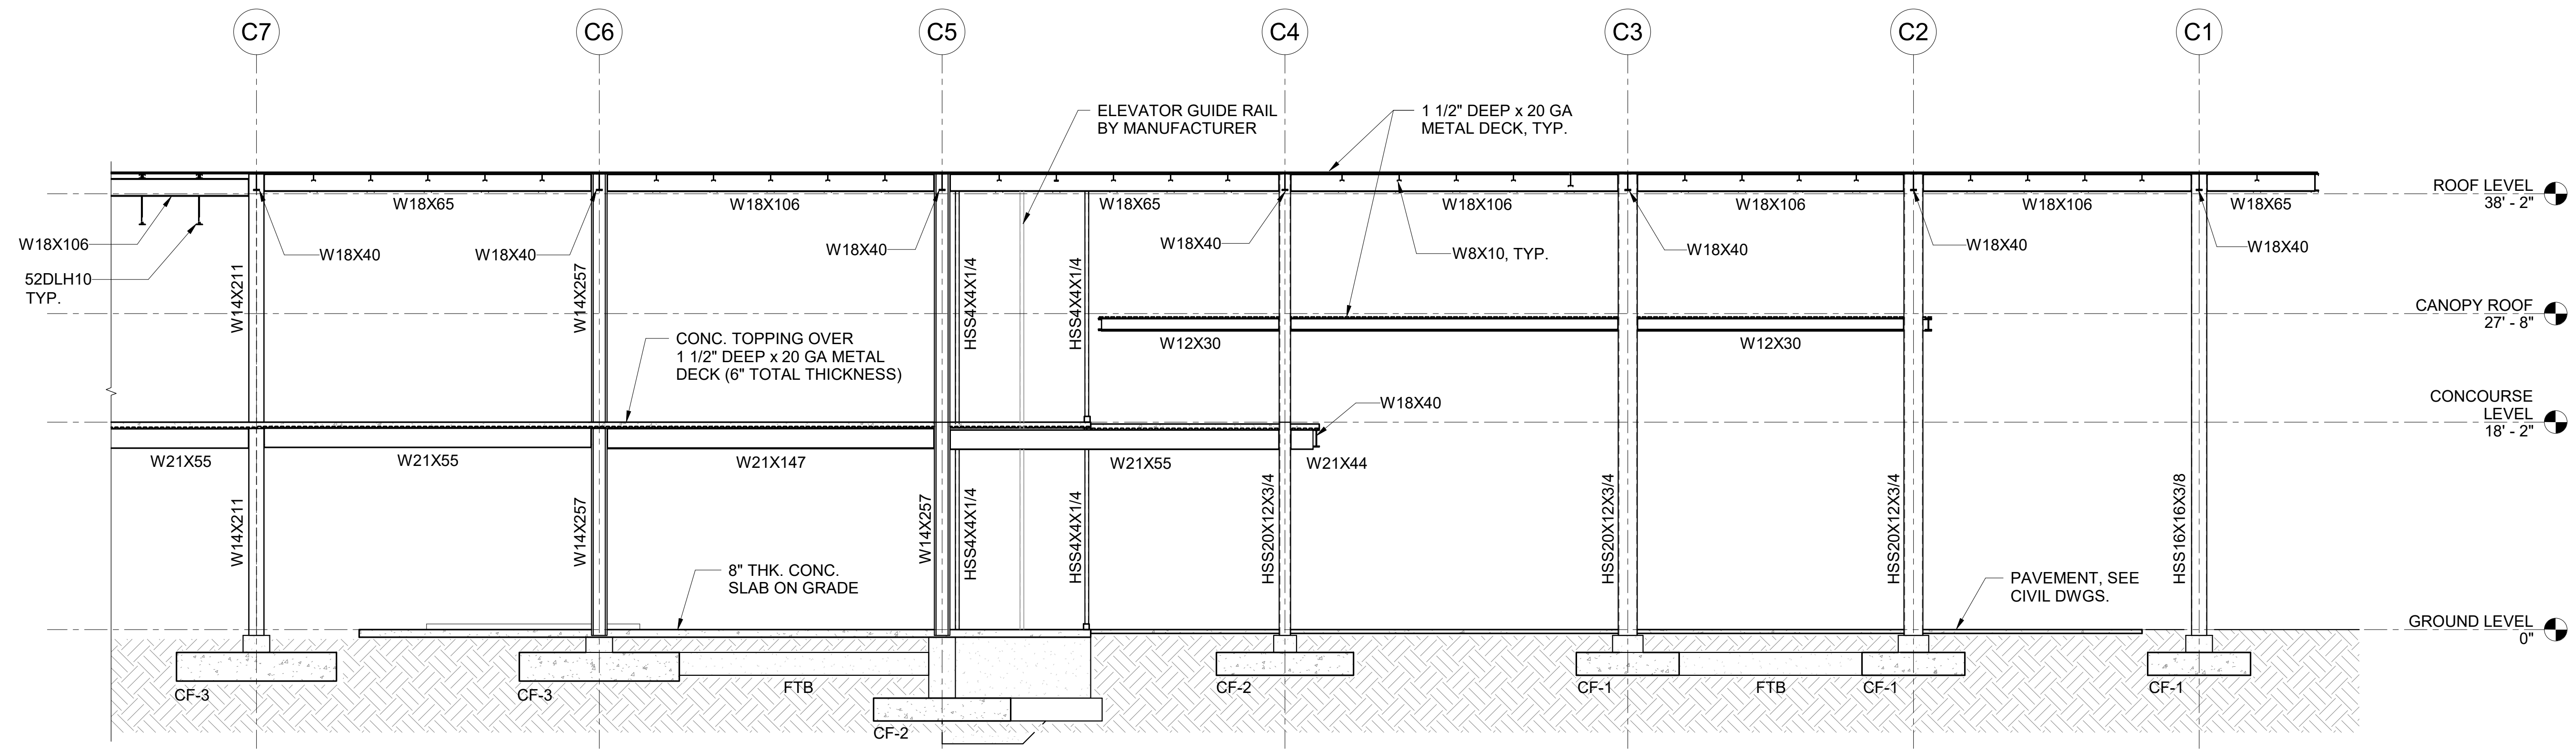 C7
C6
C5
C4
C3
C2
C1
ELEVATOR GUIDE RAIL
BY MANUFACTURER
1 1/2" DEEP x 20 GA
METAL DECK, TYP.
ROOF LEVEL
38' - 2"
W18X65
W18X106
W18X65
W18X106
W18X106
W18X106
W18X65
W18X106
W18X40
W18X40
W18X40
W18X40
W8X10, TYP.
W18X40
W18X40
W18X40
52DLH10
TYP.
W14X211
W14X257
HSS4X4X1/4
HSS4X4X1/4
CANOPY ROOF
27' - 8"
W12X30
W12X30
CONC. TOPPING OVER
1 1/2" DEEP x 20 GA METAL
DECK (6" TOTAL THICKNESS)
W18X40
CONCOURSE
LEVEL
18' - 2"
W21X55
W21X55
W21X147
W21X55
W21X44
W14X211
W14X257
W14X257
HSS4X4X1/4
HSS4X4X1/4
HSS20X12X3/4
HSS20X12X3/4
HSS20X12X3/4
HSS16X16X3/8
8" THK. CONC.
SLAB ON GRADE
PAVEMENT, SEE
CIVIL DWGS.
GROUND LEVEL
0"
CF-3
CF-3
FTB
CF-2
CF-2
CF-1
FTB
CF-1
CF-1